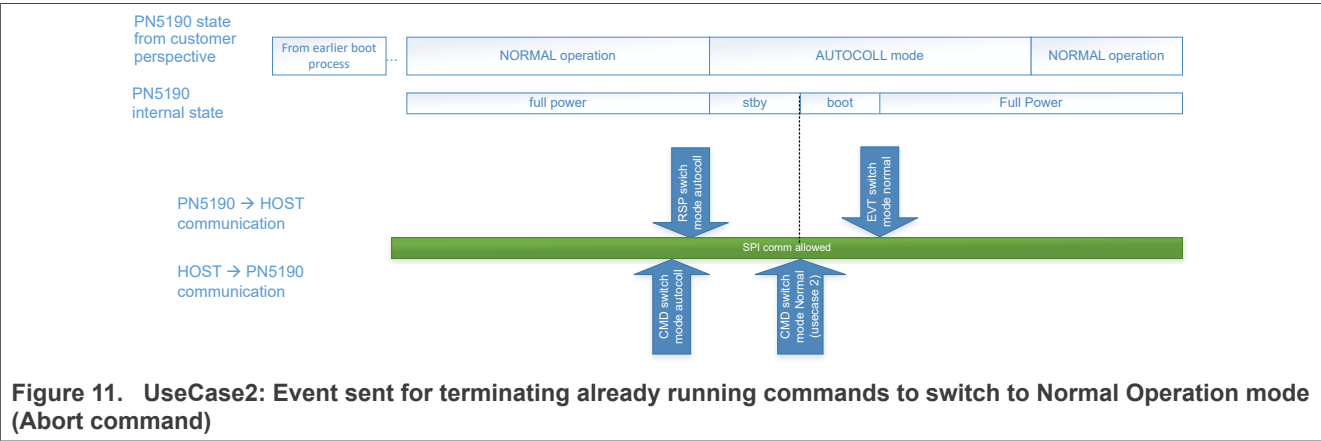 PN5190 state
from customer
perspective
From earlier boot
process
...
NORMAL operation
AUTOCOLL mode
NORMAL operation
PN5190
internal state
full power
stby
boot
Full Power
RSP swich
mode autocoll
EVT switch
mode normal
PN5190 → HOST
communication
SPI comm allowed
HOST → PN5190
communication
CMD switch
mode autocoll
CMD switch
mode Normal
(usecase 2)
Figure 11. UseCase2: Event sent for terminating already running commands to switch to Normal Operation mode
(Abort command)